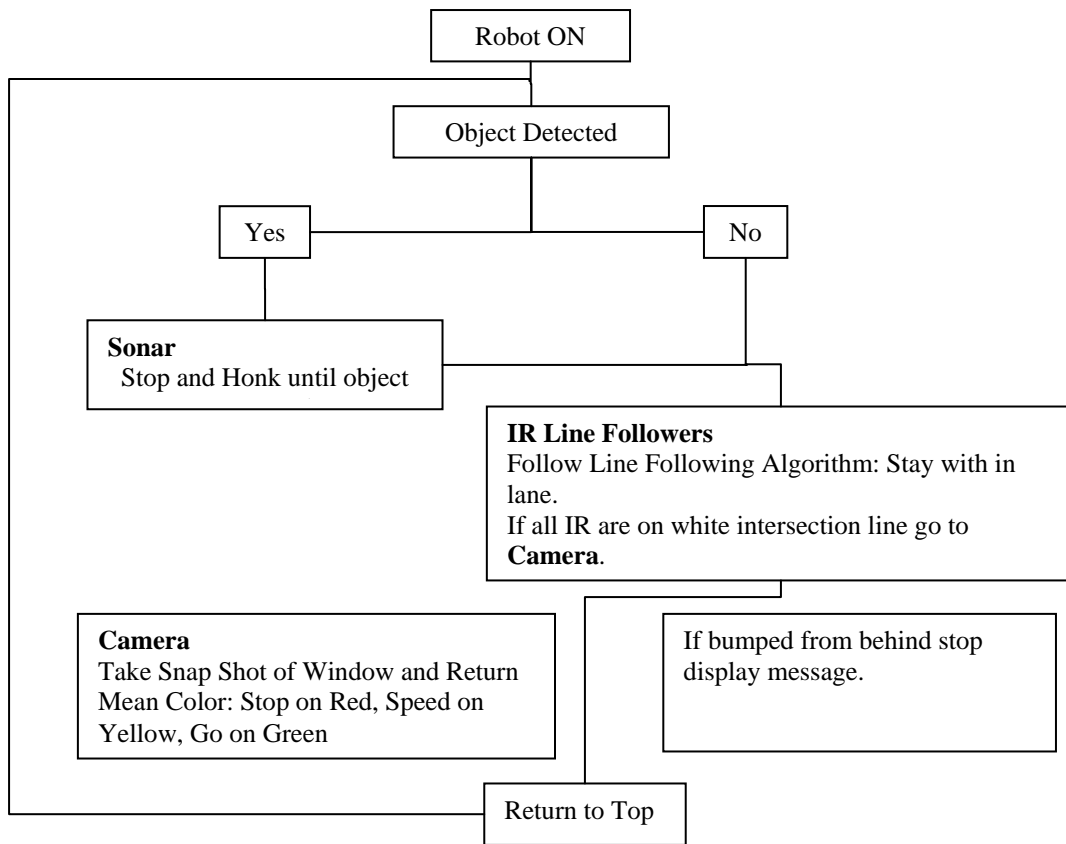 Robot ON
Object Detected
Yes
No
Sonar
Stop and Honk until object
IR Line Followers
Follow Line Following Algorithm: Stay with in
lane.
If all IR are on white intersection line go to
Camera.
Camera
Take Snap Shot of Window and Return
Mean Color: Stop on Red, Speed on
Yellow, Go on Green
If bumped from behind stop
display message.
Return to Top